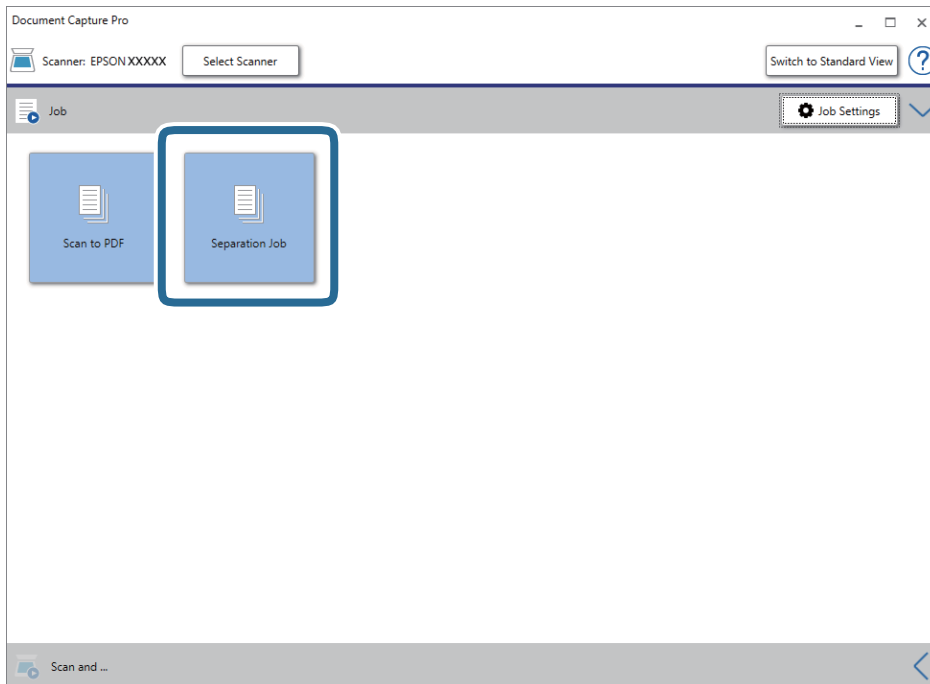 Document Capture Pro
Scanner: EPSON XXXXX
Select Scanner
Switch to Standard View
?
Job
Job Settings
Scan to PDF
Separation Job
Scan and ...